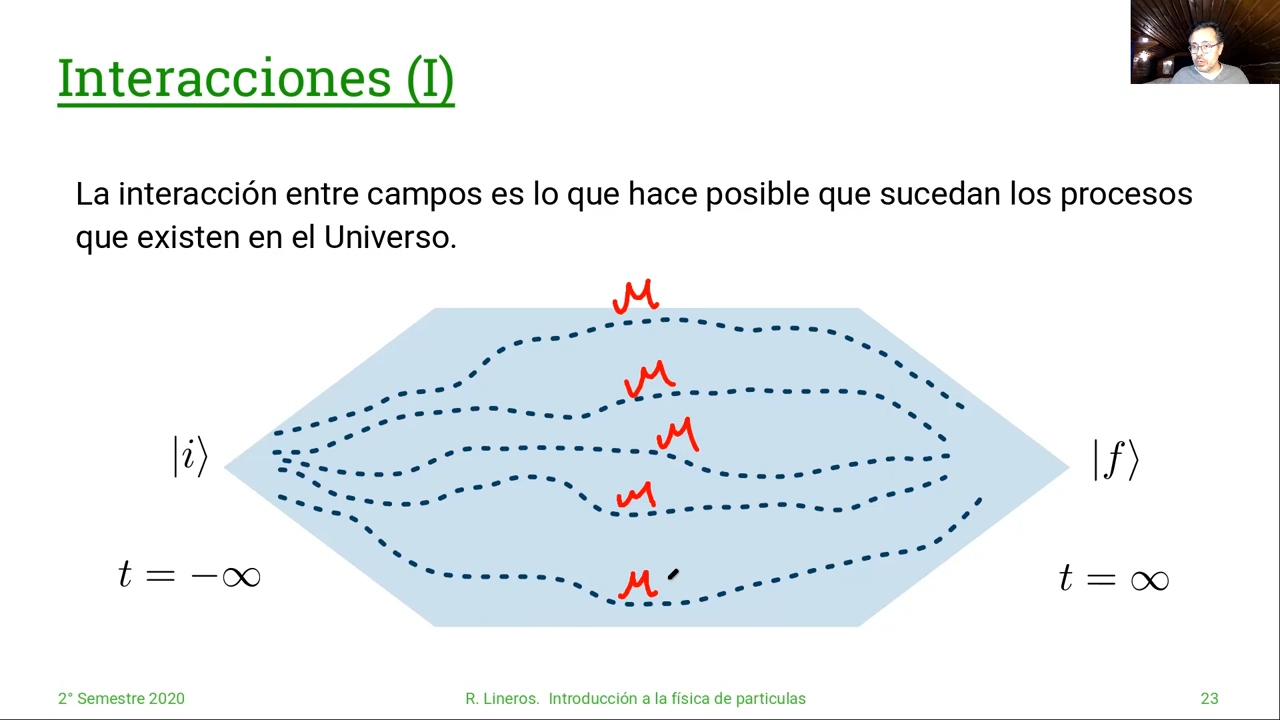 Interacciones (I)
La interacción entre campos es lo que hace posible que sucedan los procesos
que existen en el Universo.
M
M
M
M
M
|i⟩
|f⟩
t = −∞
t = ∞
2° Semestre 2020
R. Lineros. Introducción a la física de particulas
23